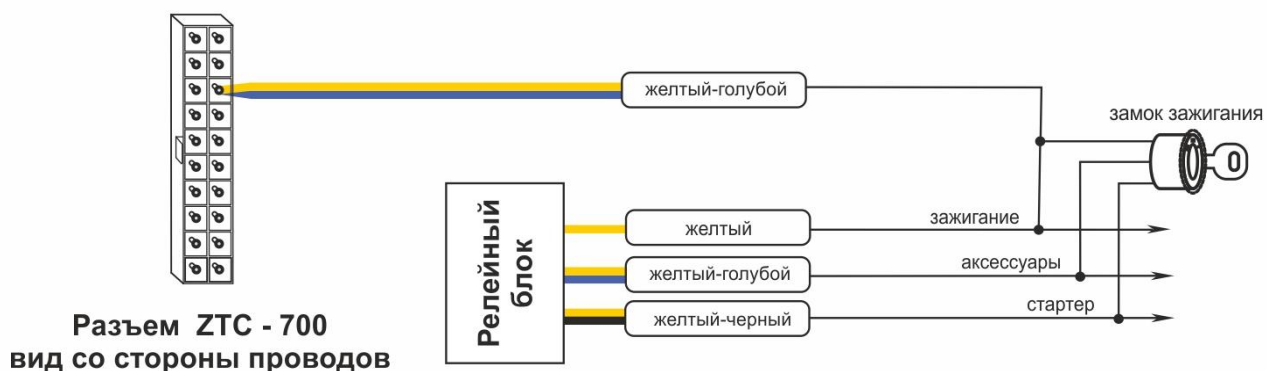 желтый-голубой
замок зажигания
Релейный
блок
желтый
зажигание
желтый-голубой
аксессуары
желтый-черный
стартер
Разъем ZTC - 700
вид со стороны проводов